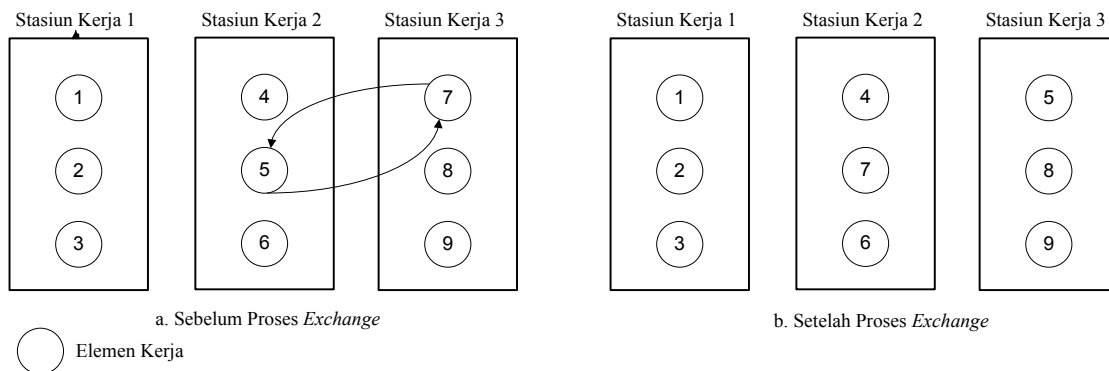 Stasiun Kerja 1 Stasiun Kerja 2 Stasiun Kerja 3
1 4 7
2 5 8
3 6 9
a. Sebelum Proses Exchange
Elemen Kerja
Stasiun Kerja 1 Stasiun Kerja 2 Stasiun Kerja 3
1 4 5
2 7 8
3 6 9
b. Setelah Proses Exchange